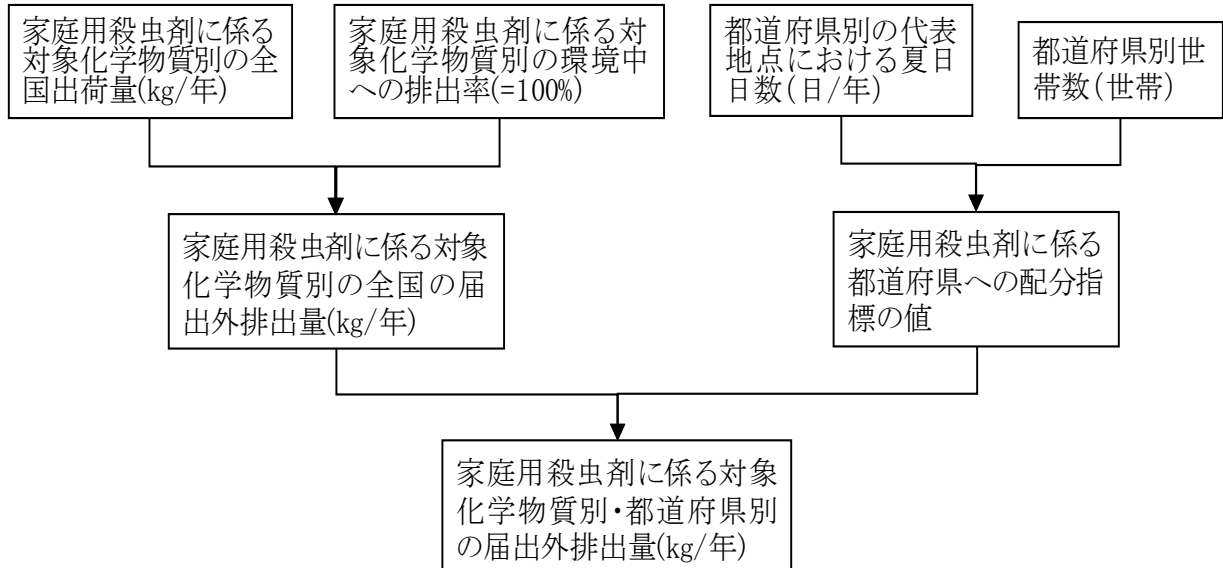 家庭用殺虫剤に係る
対象化学物質別の全
国出荷量(kg/年)
家庭用殺虫剤に係る対
象化学物質別の環境中
への排出率(=100%)
都道府県別の代表
地点における夏日
日数(日/年)
都道府県別世
帯数(世帯)
家庭用殺虫剤に係る対象
化学物質別の全国の届
出外排出量(kg/年)
家庭用殺虫剤に係る
都道府県への配分指
標の値
家庭用殺虫剤に係る対象
化学物質別・都道府県別
の届出外排出量(kg/年)